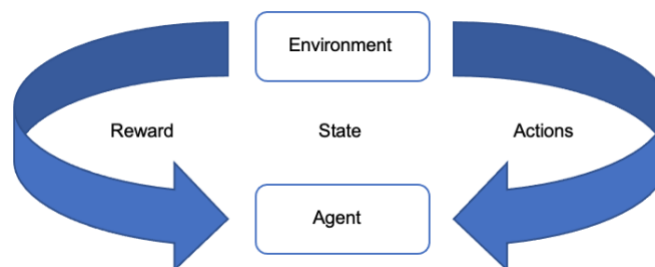 Environment
Reward
State
Actions
Agent